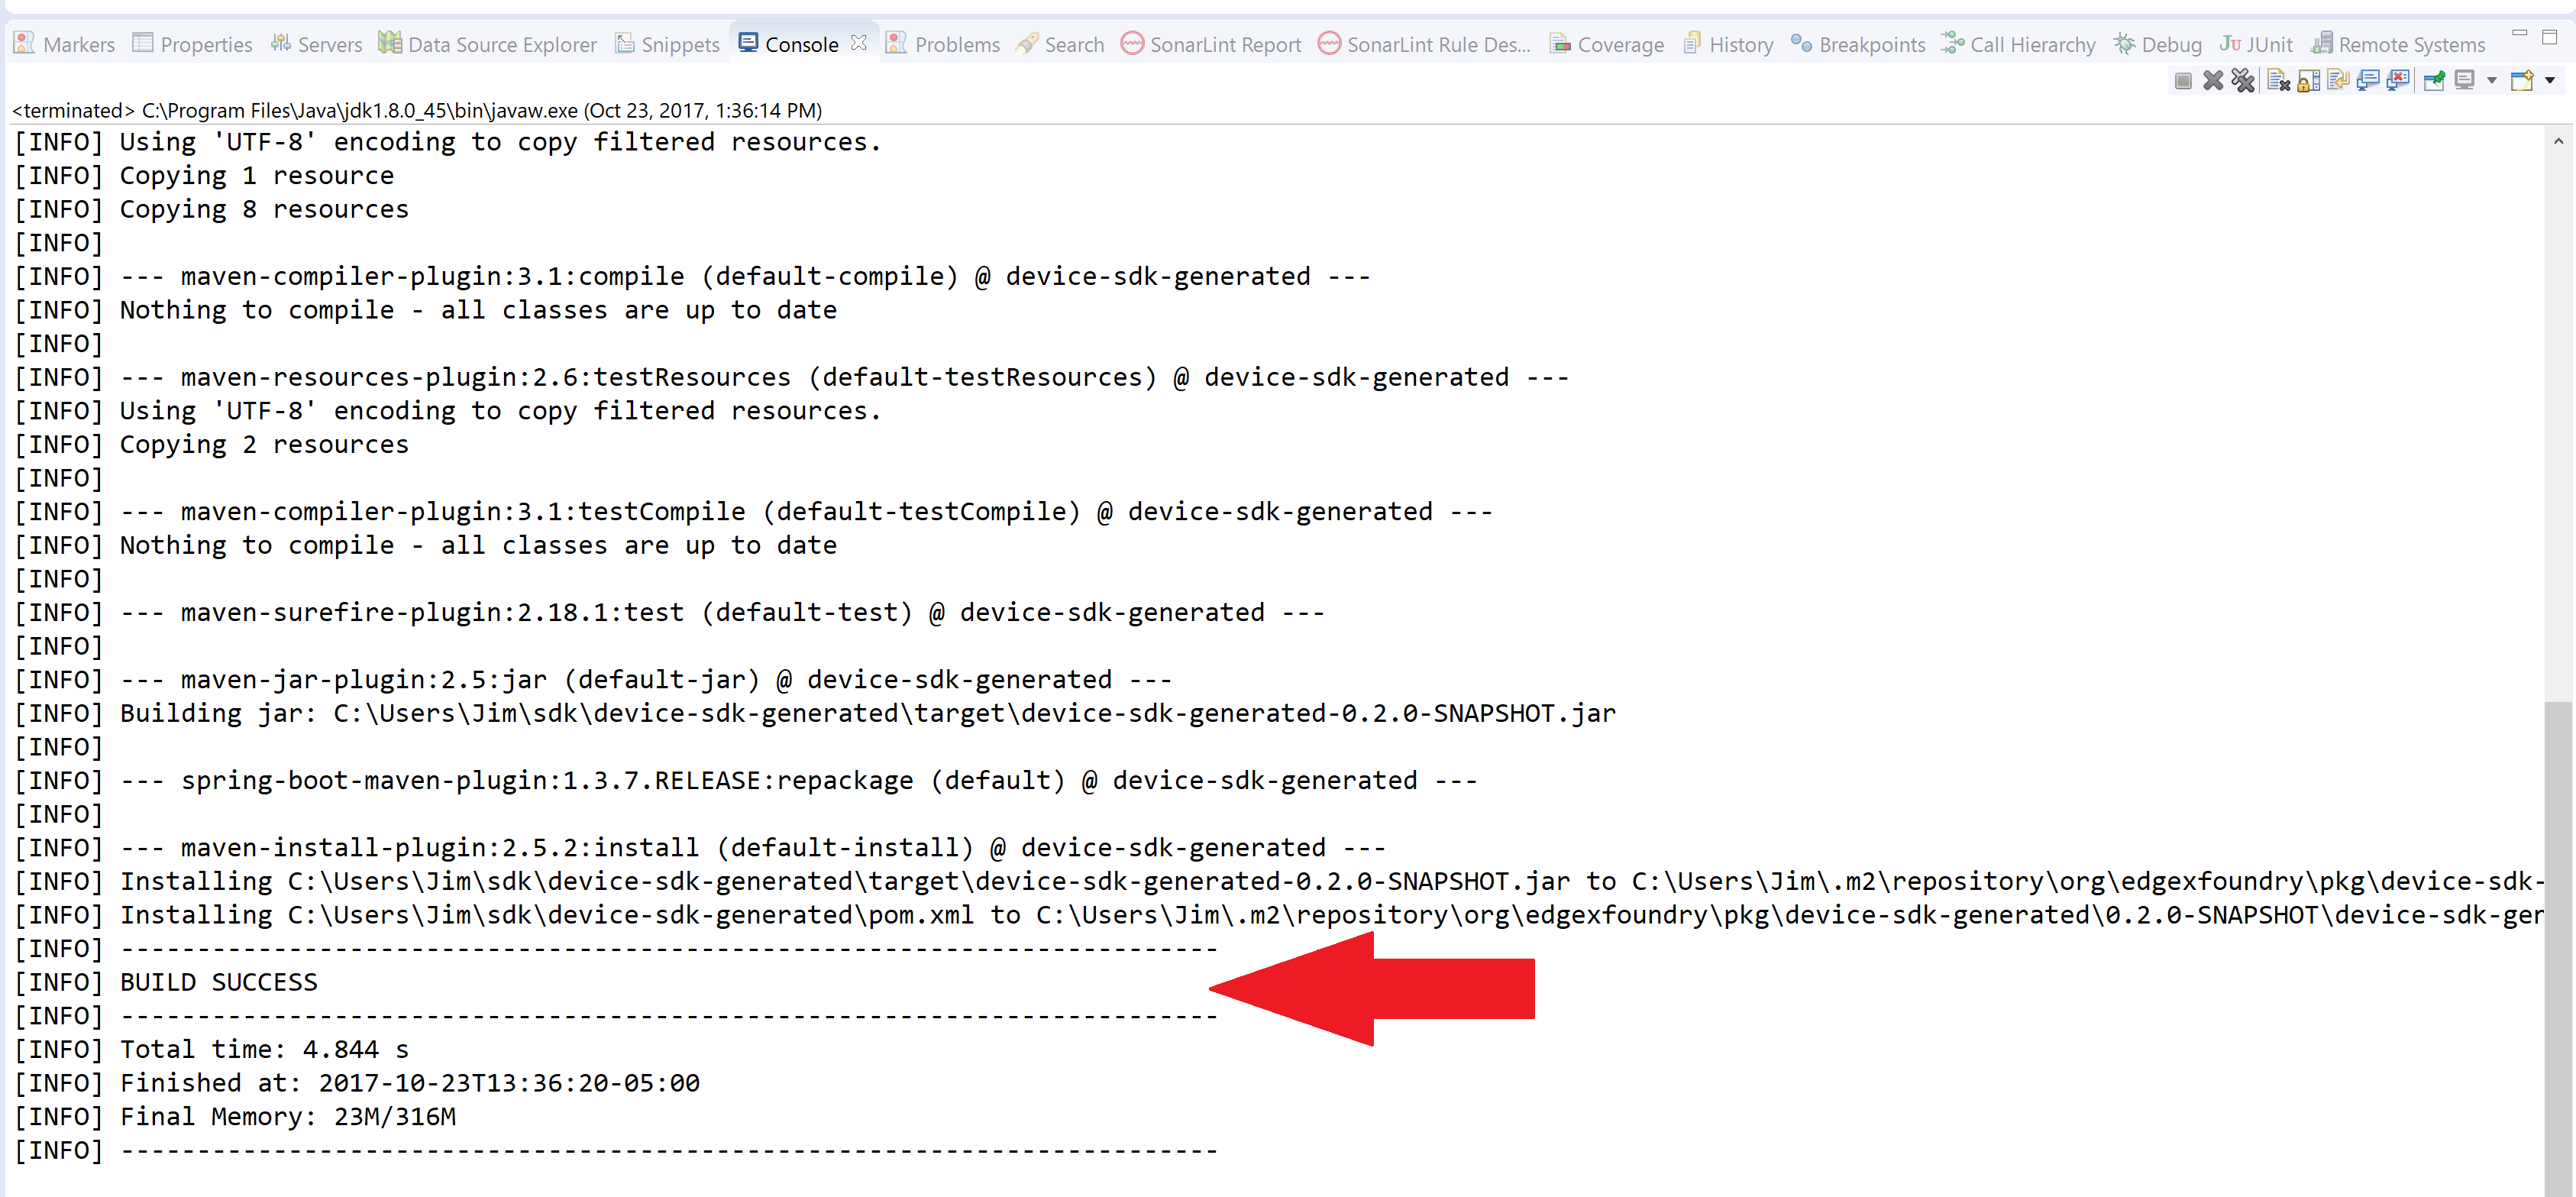 Markers Properties Servers Data Source Explorer Snippets Console Problems Search SonarLint Report SonarLint Rule Des... Coverage History Breakpoints Call Hierarchy Debug JUnit Remote Systems
<terminated> C:\Program Files\Java\jdk1.8.0_45\bin\javaw.exe (Oct 23, 2017, 1:36:14 PM)
[INFO] Using 'UTF-8' encoding to copy filtered resources.
[INFO] Copying 1 resource
[INFO] Copying 8 resources
[INFO]
[INFO] --- maven-compiler-plugin:3.1:compile (default-compile) @ device-sdk-generated ---
[INFO] Nothing to compile - all classes are up to date
[INFO]
[INFO] --- maven-resources-plugin:2.6:testResources (default-testResources) @ device-sdk-generated ---
[INFO] Using 'UTF-8' encoding to copy filtered resources.
[INFO] Copying 2 resources
[INFO]
[INFO] --- maven-compiler-plugin:3.1:testCompile (default-testCompile) @ device-sdk-generated ---
[INFO] Nothing to compile - all classes are up to date
[INFO]
[INFO] --- maven-surefire-plugin:2.18.1:test (default-test) @ device-sdk-generated ---
[INFO]
[INFO] --- maven-jar-plugin:2.5:jar (default-jar) @ device-sdk-generated ---
[INFO] Building jar: C:\Users\Jim\sdk\device-sdk-generated\target\device-sdk-generated-0.2.0-SNAPSHOT.jar
[INFO]
[INFO] --- spring-boot-maven-plugin:1.3.7.RELEASE:repackage (default) @ device-sdk-generated ---
[INFO]
[INFO] --- maven-install-plugin:2.5.2:install (default-install) @ device-sdk-generated ---
[INFO] Installing C:\Users\Jim\sdk\device-sdk-generated\target\device-sdk-generated-0.2.0-SNAPSHOT.jar to C:\Users\Jim\.m2\repository\org\edgexfoundry\pkg\device-sdk-
[INFO] Installing C:\Users\Jim\sdk\device-sdk-generated\pom.xml to C:\Users\Jim\.m2\repository\org\edgexfoundry\pkg\device-sdk-generated\0.2.0-SNAPSHOT\device-sdk-ger
[INFO] ------------------------------------------------------------------------
[INFO] BUILD SUCCESS
[INFO] ------------------------------------------------------------------------
[INFO] Total time: 4.844 s
[INFO] Finished at: 2017-10-23T13:36:20-05:00
[INFO] Final Memory: 23M/316M
[INFO] ------------------------------------------------------------------------